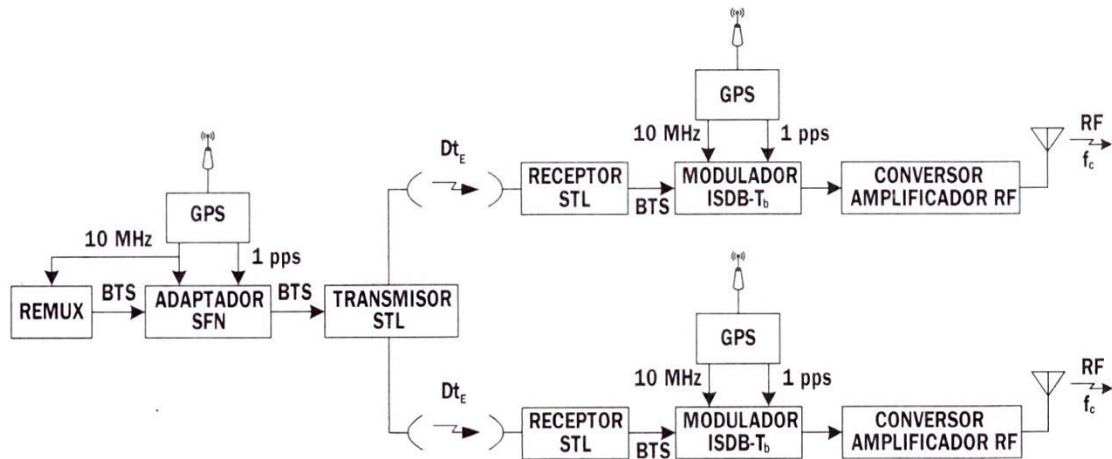 GPS
10 MHz
1 pps
Dt_E
RECEPTOR
STL
BTS
MODULADOR
ISDB-T_b
CONVERSOR
AMPLIFICADOR RF
RF
f_c
GPS
10 MHz
1 pps
REMUX
BTS
ADAPTADOR
SFN
BTS
TRANSMISOR
STL
GPS
10 MHz
1 pps
Dt_E
RECEPTOR
STL
BTS
MODULADOR
ISDB-T_b
CONVERSOR
AMPLIFICADOR RF
RF
f_c